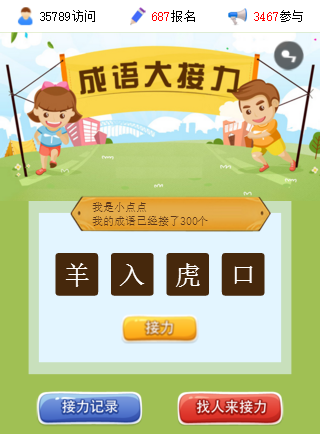 35789访问 687报名 3467参与
成语大接力
我是小点点
我的成语已经接了300个
羊入虎口
接力
接力记录 找人来接力